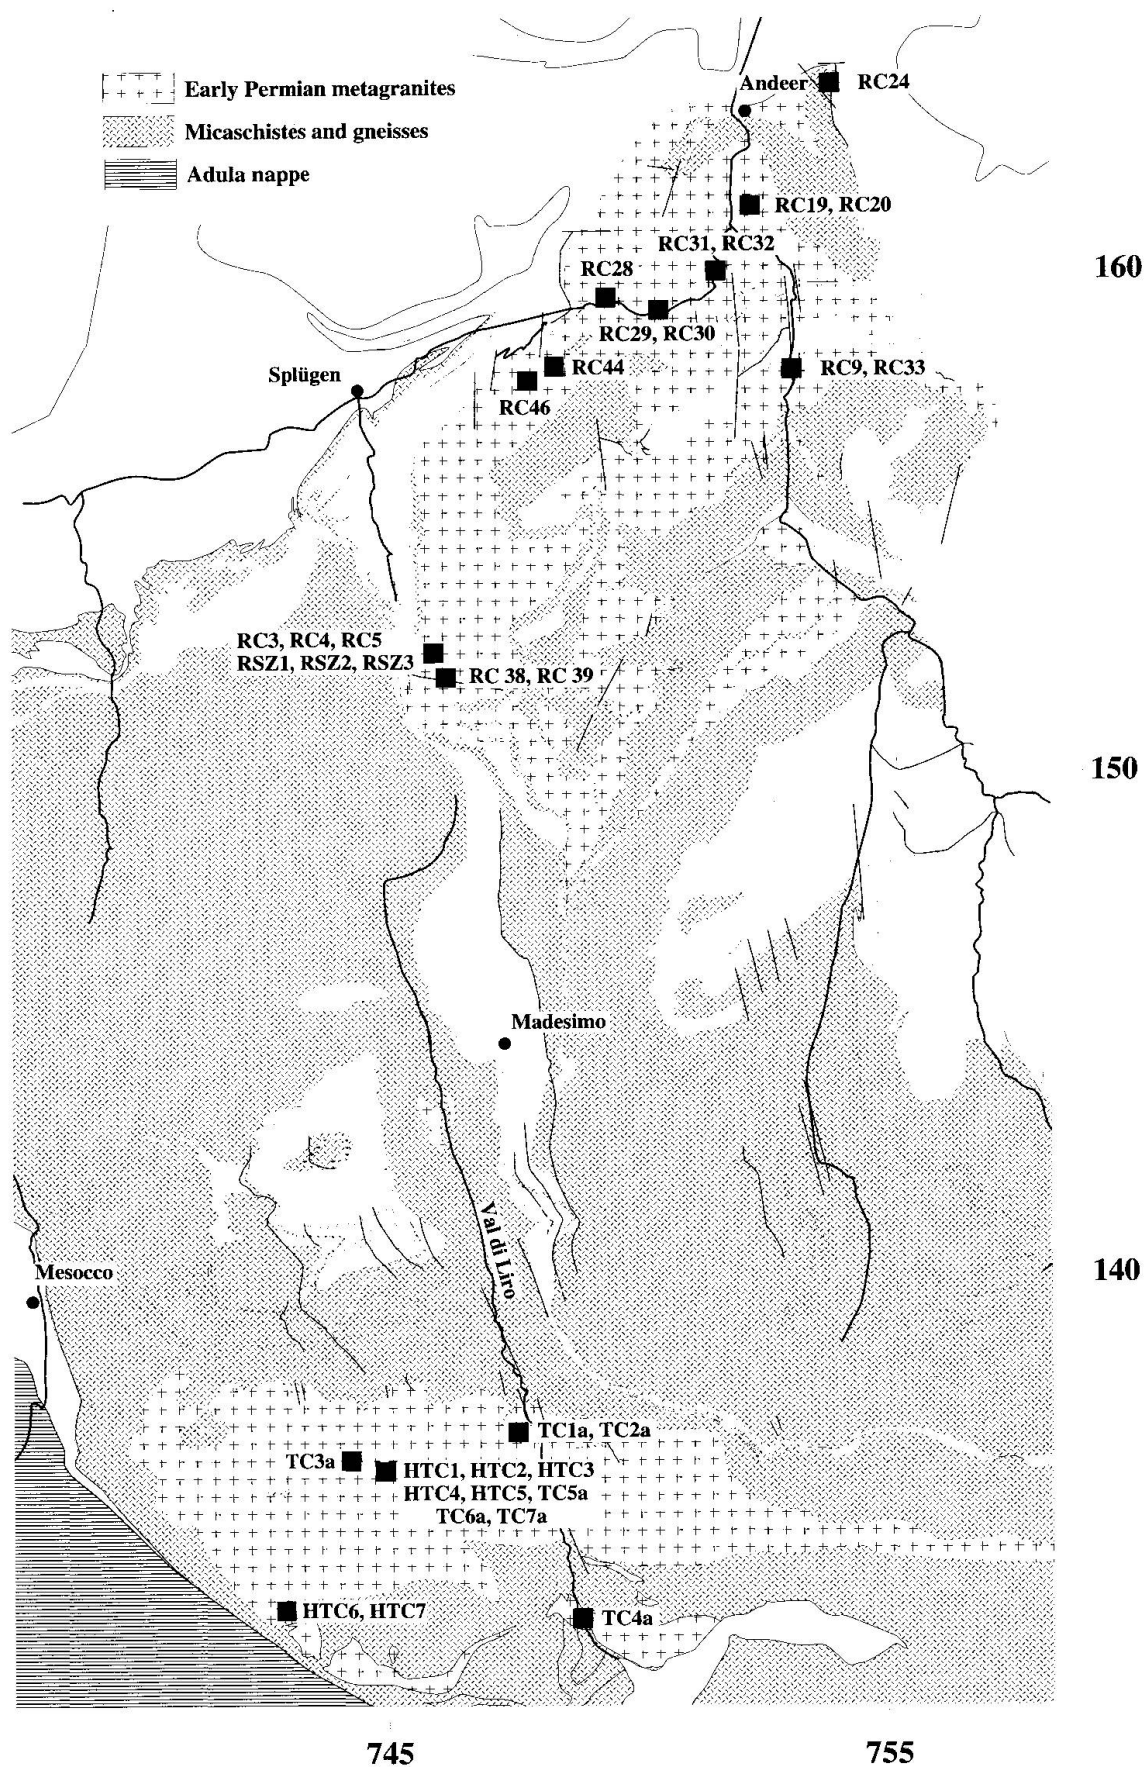 Early Permian metagranites
Micaschistes and gneisses
Adula nappe
Andeer
RC24
RC19, RC20
RC31, RC32
160
RC28
RC29, RC30
RC44
RC9, RC33
Splügen
RC46
RC3, RC4, RC5
RSZ1, RSZ2, RSZ3
RC 38, RC 39
150
Madesimo
Val di Liro
Mesocco
140
TC1a, TC2a
TC3a
HTC1, HTC2, HTC3
HTC4, HTC5, TC5a
TC6a, TC7a
HTC6, HTC7
TC4a
745
755